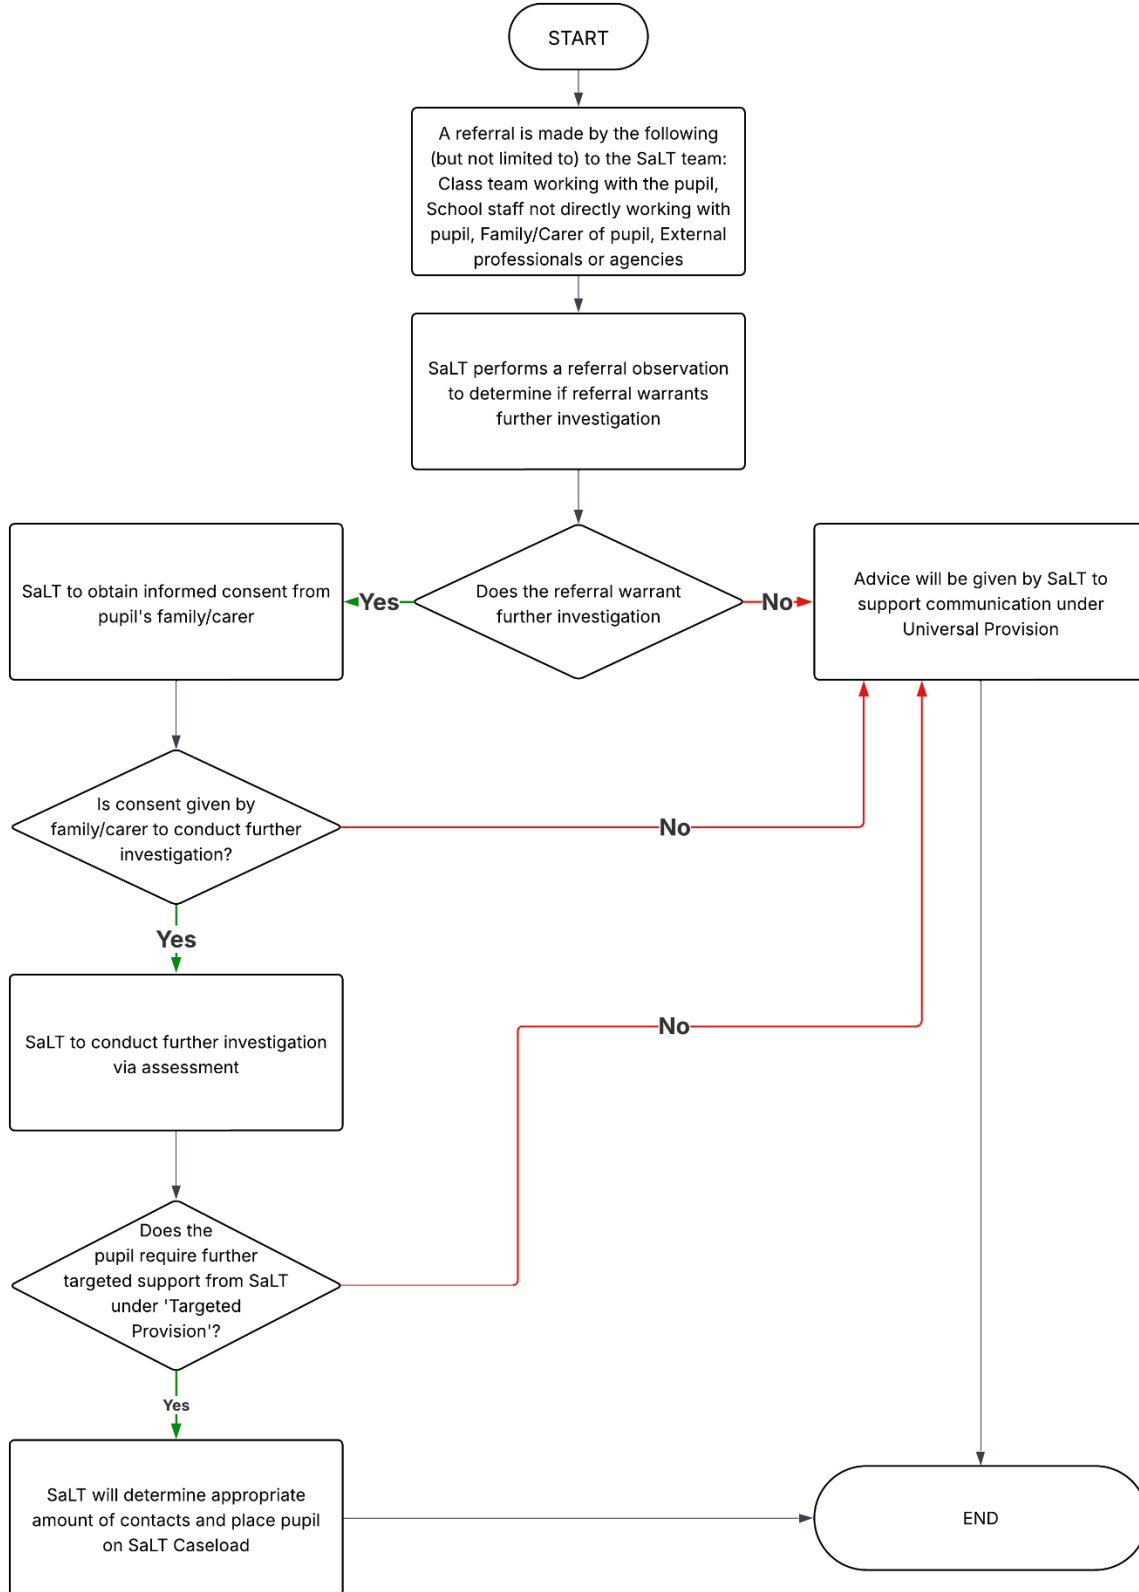 START
A referral is made by the following
(but not limited to) to the SaLT team:
Class team working with the pupil,
School staff not directly working with
pupil, Family/Carer of pupil, External
professionals or agencies
SaLT performs a referral observation
to determine if referral warrants
further investigation
Does the referral warrant
further investigation
Yes
No
SaLT to obtain informed consent from
pupil's family/carer
Advice will be given by SaLT to
support communication under
Universal Provision
Is consent given by
family/carer to conduct further
investigation?
No
Yes
SaLT to conduct further investigation
via assessment
No
Does the
pupil require further
targeted support from SaLT
under 'Targeted
Provision'?
Yes
SaLT will determine appropriate
amount of contacts and place pupil
on SaLT Caseload
END